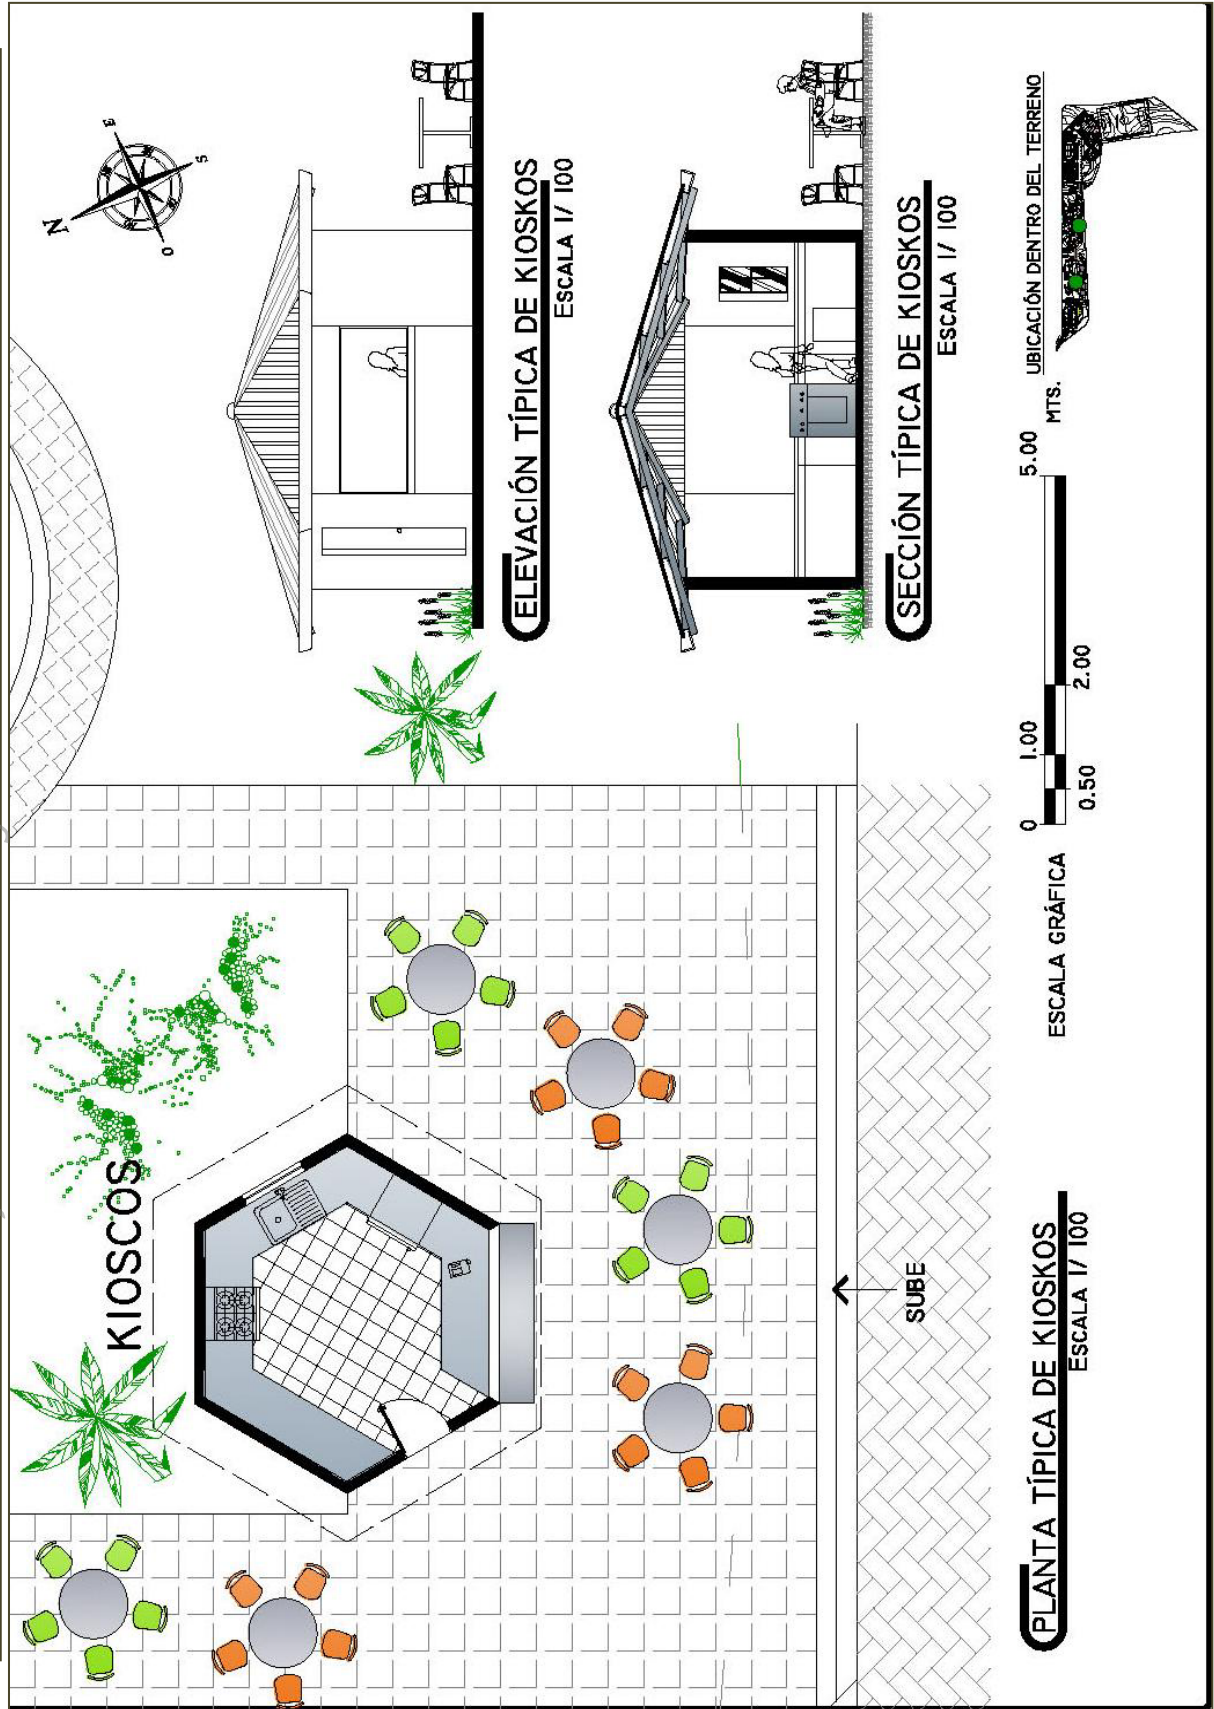 KIOSCOS
SUBE
PLANTA TÍPICA DE KIOSKOS
ESCALA 1/ 100
N
E
S
O
ELEVACIÓN TÍPICA DE KIOSKOS
ESCALA 1/ 100
SECCIÓN TÍPICA DE KIOSKOS
ESCALA 1/ 100
ESCALA GRÁFICA
0
0.50
1.00
2.00
5.00
MTS.
UBICACIÓN DENTRO DEL TERRENO